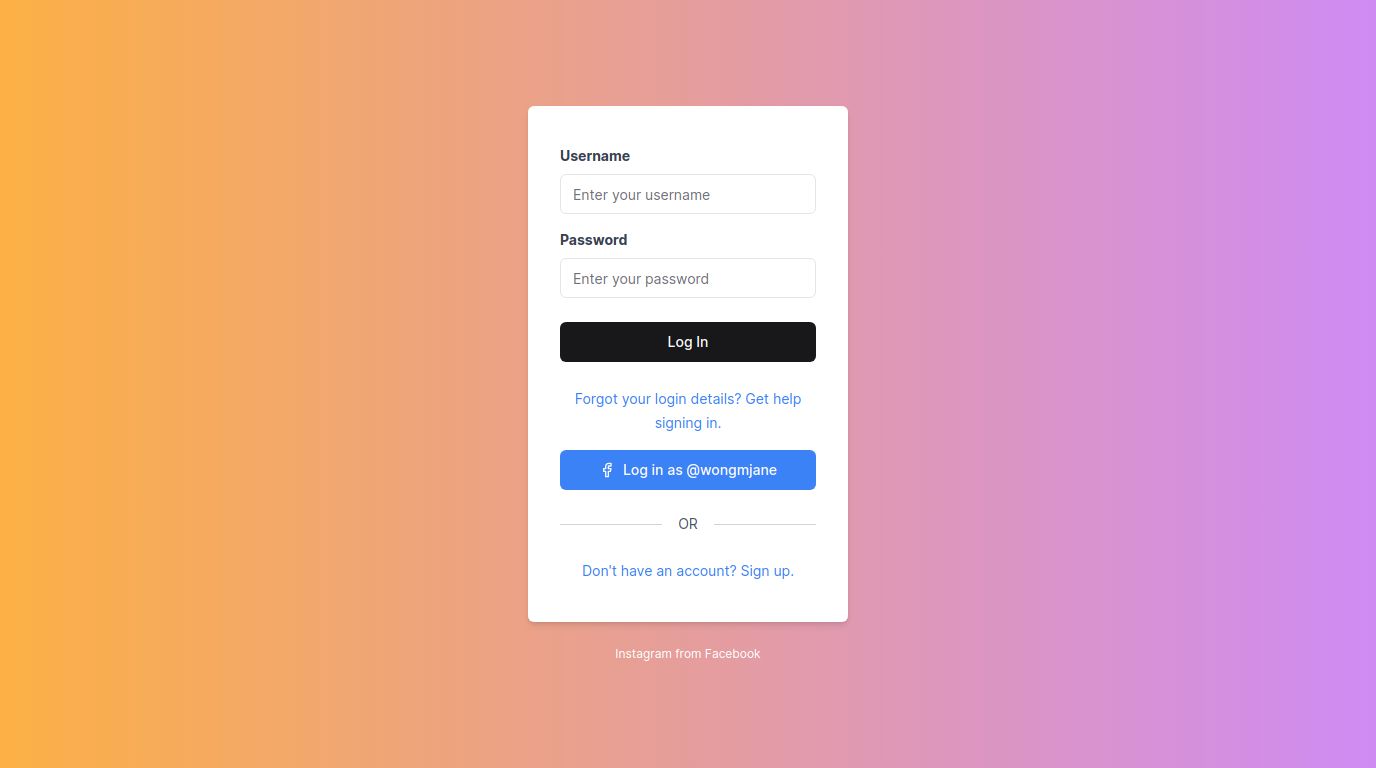 Username
Enter your username
Password
Enter your password
Log In
Forgot your login details? Get help
signing in.
Log in as @wongmjane
OR
Don't have an account? Sign up.
Instagram from Facebook